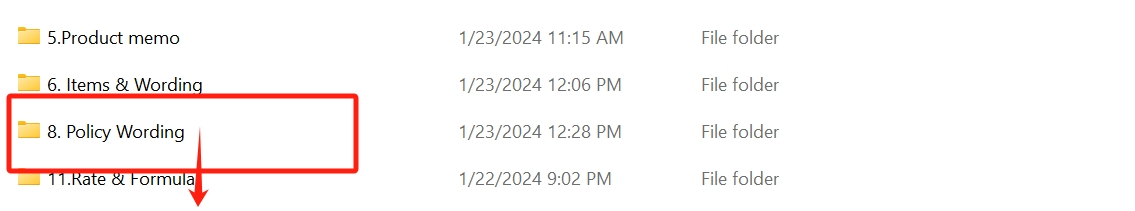 5.Product memo 1/23/2024 11:15 AM File folder
6. Items & Wording 1/23/2024 12:06 PM File folder
8. Policy Wording 1/23/2024 12:28 PM File folder
11.Rate & Formula 1/22/2024 9:02 PM File folder